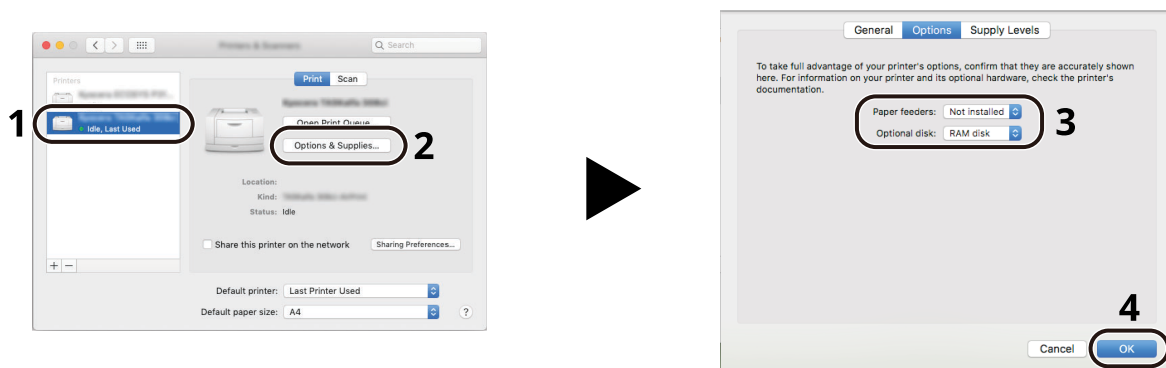 Search
Printers
Print Scan
1
Idle, Last Used
Open Print Queue
Options & Supplies...
2
Location:
Kind:
Status: Idle
Share this printer on the network
Sharing Preferences...
+ −
Default printer: Last Printer Used
Default paper size: A4
?
General Options Supply Levels
To take full advantage of your printer's options, confirm that they are accurately shown
here. For information on your printer and its optional hardware, check the printer's
documentation.
Paper feeders: Not installed
Optional disk: RAM disk
3
4
Cancel OK